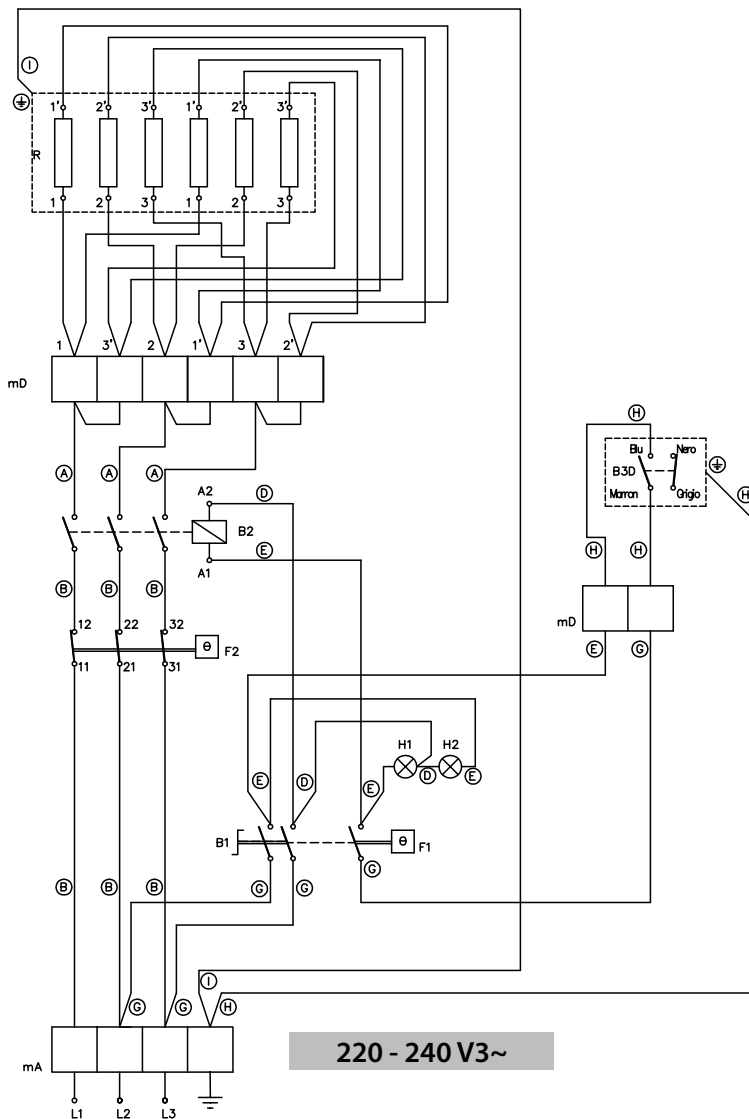 I
1' 2' 3' 1' 2' 3'
R
1 2 3 1 2 3
1 3' 2 1' 3 2'
mD
H
Blu Nero
B3D
H
Marron Grigio
A A A
A2 D
B2
E
A1
H H
B B B
mD
12 22 32
F2
11 21 31
E G
H1 H2
E D E D E
B1
F1
G
G G
B B B
I
G G H
mA
220 - 240 V3~
L1 L2 L3